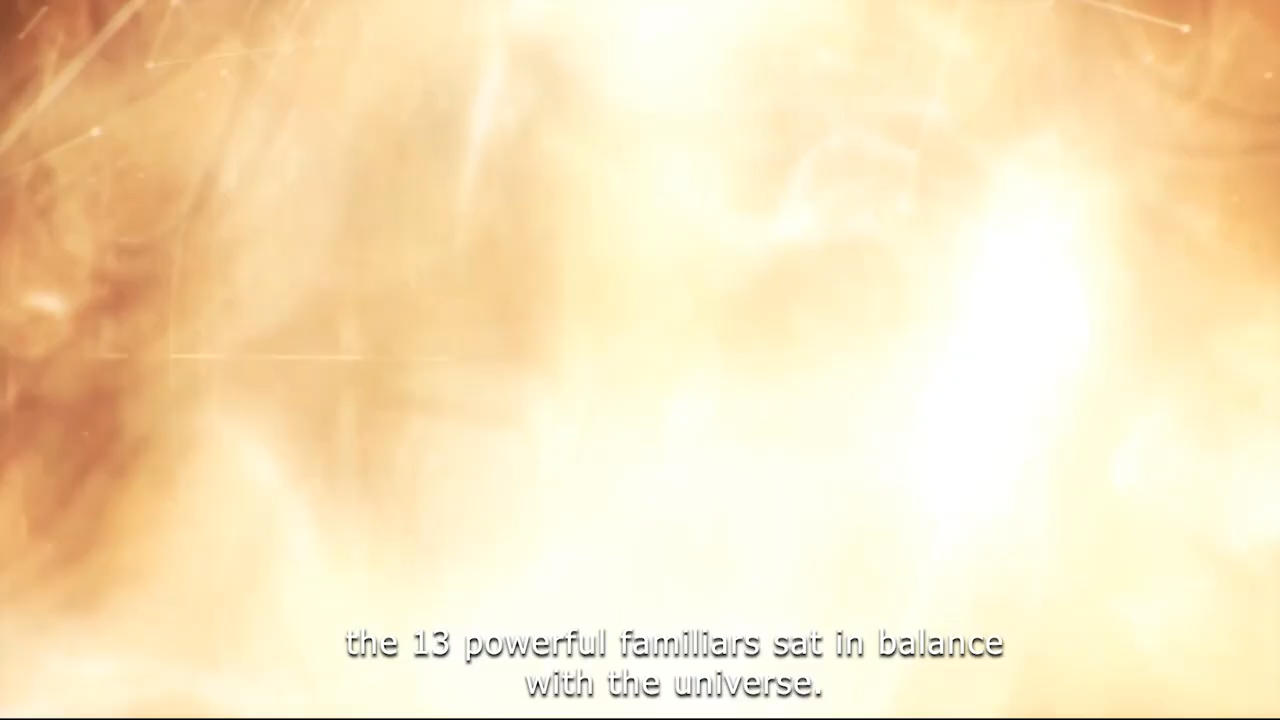 the 13 powerful familiars sat in balance
with the universe.